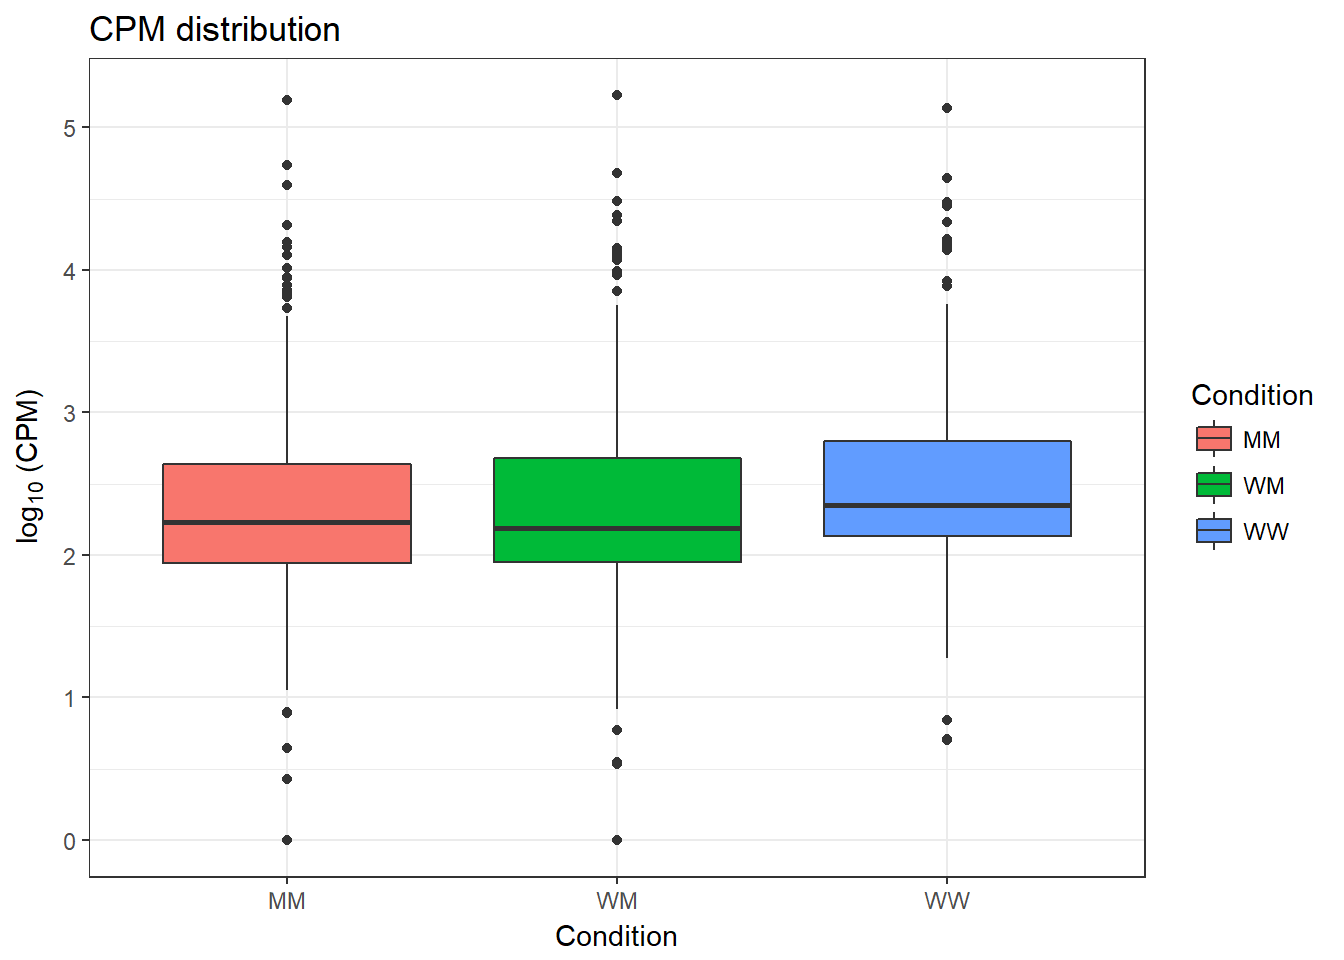 CPM distribution
5
4
3
2
1
0
log₁₀ (CPM)
MM
WM
WW
Condition
Condition
MM
WM
WW